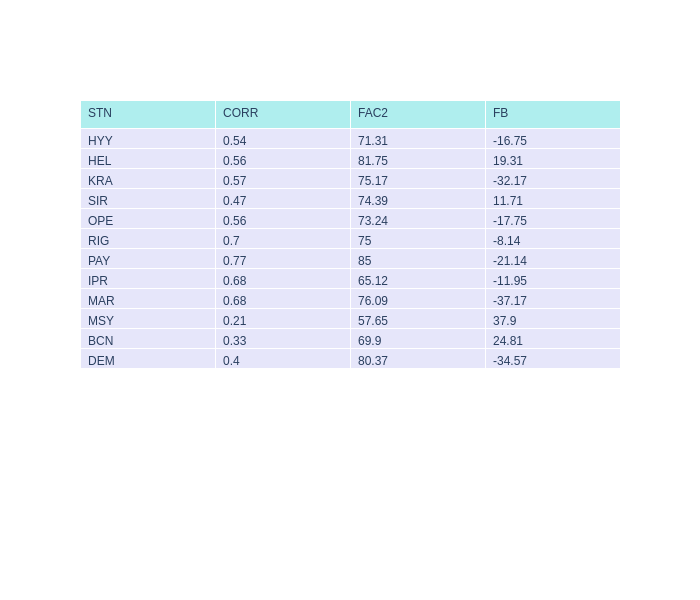 STN CORR FAC2 FB
HYY 0.54 71.31 -16.75
HEL 0.56 81.75 19.31
KRA 0.57 75.17 -32.17
SIR 0.47 74.39 11.71
OPE 0.56 73.24 -17.75
RIG 0.7 75 -8.14
PAY 0.77 85 -21.14
IPR 0.68 65.12 -11.95
MAR 0.68 76.09 -37.17
MSY 0.21 57.65 37.9
BCN 0.33 69.9 24.81
DEM 0.4 80.37 -34.57